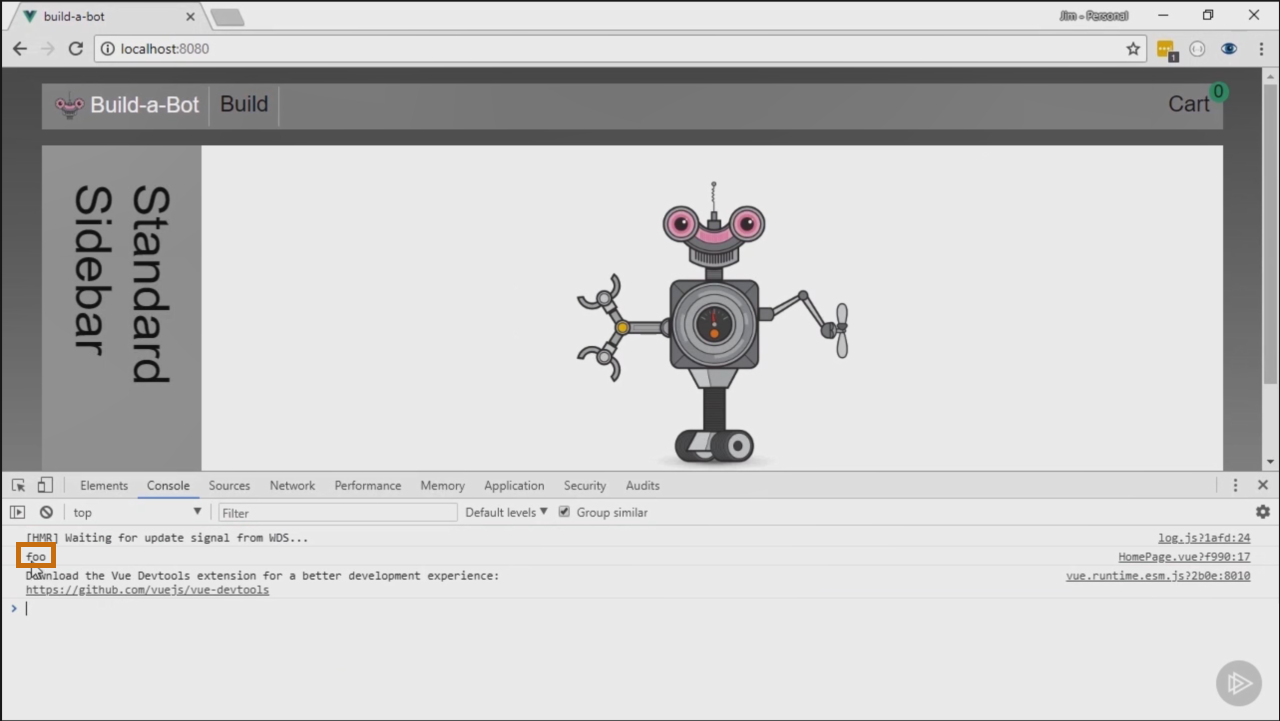 build-a-bot
Jim - Personal
localhost:8080
1
Build-a-Bot
Build
Cart
0
Standard
Sidebar
Elements
Console
Sources
Network
Performance
Memory
Application
Security
Audits
top
Filter
Default levels
Group similar
[HMR] Waiting for update signal from WDS...
log.js?1afd:24
foo
HomePage.vue?f990:17
Download the Vue Devtools extension for a better development experience:
vue.runtime.esm.js?2b0e:8010
https://github.com/vuejs/vue-devtools